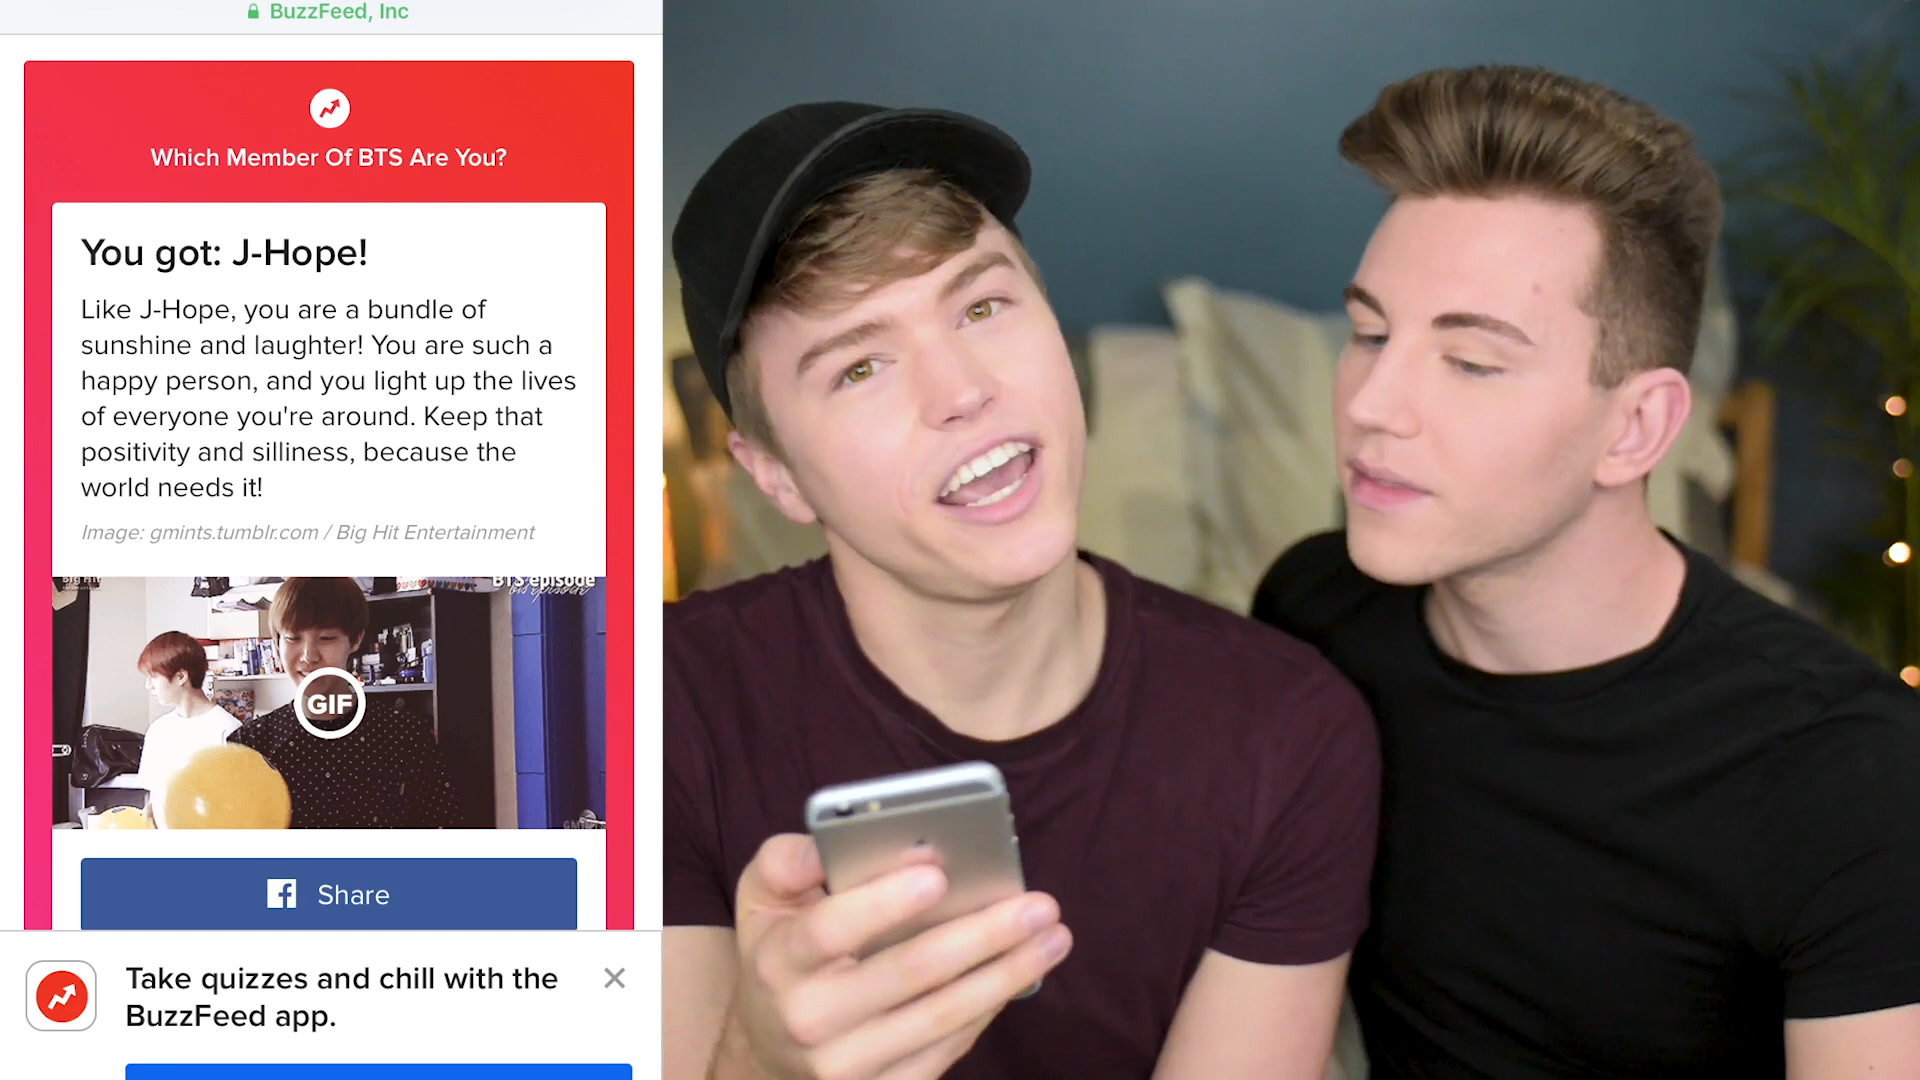 BuzzFeed, Inc
Which Member Of BTS Are You?
You got: J-Hope!
Like J-Hope, you are a bundle of
sunshine and laughter! You are such a
happy person, and you light up the lives
of everyone you're around. Keep that
positivity and silliness, because the
world needs it!
Image: gmints.tumblr.com / Big Hit Entertainment
Big Hit
BTS episode
GIF
Share
Take quizzes and chill with the
BuzzFeed app.